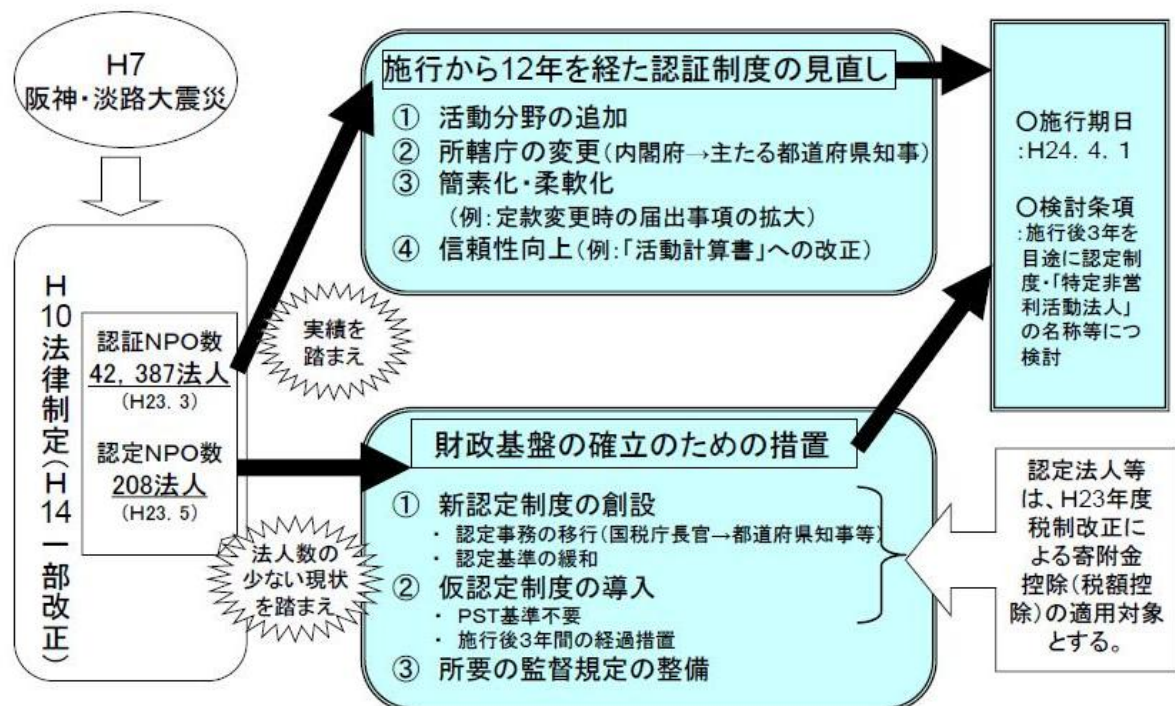 H7
阪神・淡路大震災
H10法律制定(H14一部改正)
認証NPO数
42,387法人
(H23.3)
認定NPO数
208法人
(H23.5)
実績を
踏まえ
法人数の
少ない現状
を踏まえ
施行から12年を経た認証制度の見直し
① 活動分野の追加
② 所轄庁の変更(内閣府→主たる都道府県知事)
③ 簡素化・柔軟化
(例:定款変更時の届出事項の拡大)
④ 信頼性向上(例:「活動計算書」への改正)
財政基盤の確立のための措置
① 新認定制度の創設
・ 認定事務の移行(国税庁長官→都道府県知事等)
・ 認定基準の緩和
② 仮認定制度の導入
・ PST基準不要
・ 施行後3年間の経過措置
③ 所要の監督規定の整備
○施行期日
:H24.4.1
○検討条項
:施行後3年を
目途に認定制
度・「特定非営
利活動法人」
の名称等につ
検討
認定法人等
は、H23年度
税制改正に
よる寄附金
控除(税額控
除)の適用対象
とする。